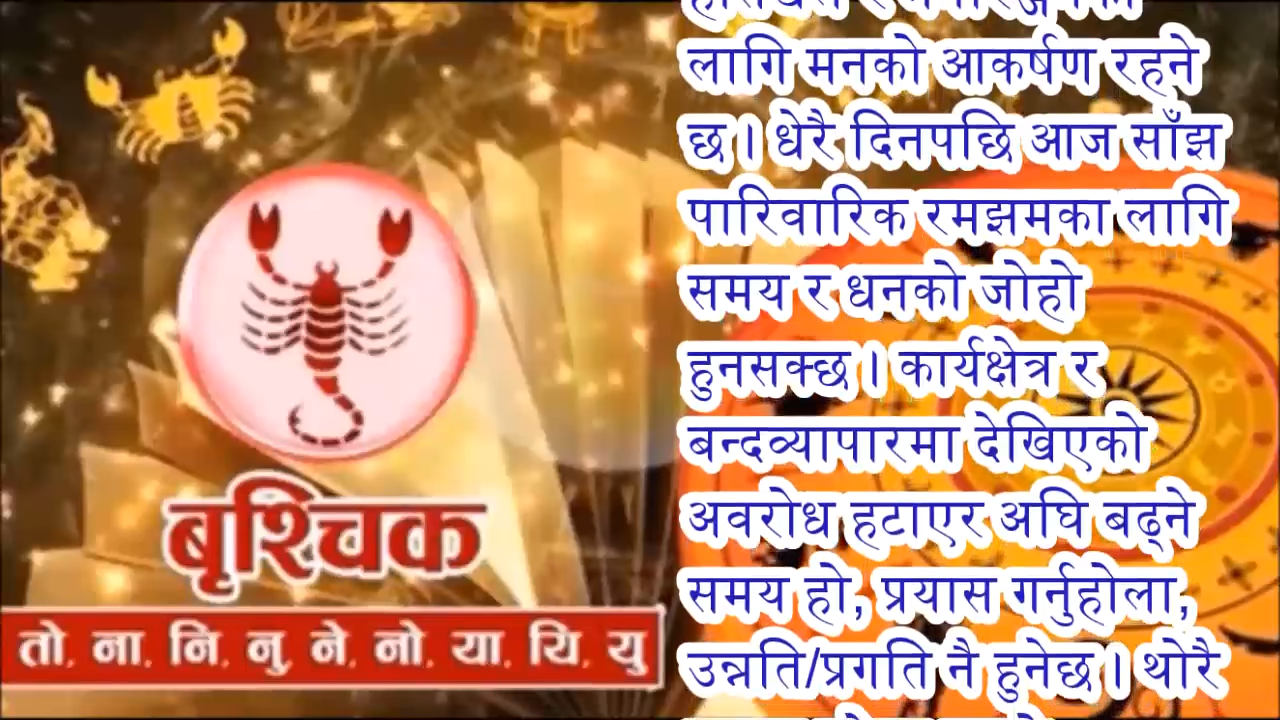 लागि मनको आकर्षण रहने
छ । धेरै दिनपछि आज साँझ
पारिवारिक रमझमका लागि
समय र धनको जोहो
हुनसक्छ । कार्यक्षेत्र र
बन्दव्यापारमा देखिएको
अवरोध हटाएर अघि बढ्ने
समय हो, प्रयास गर्नुहोला,
उन्नति/प्रगति नै हुनेछ । थोरै
बृश्चिक
तो. ना. नि. नु. ने. नो. या. यि. यु